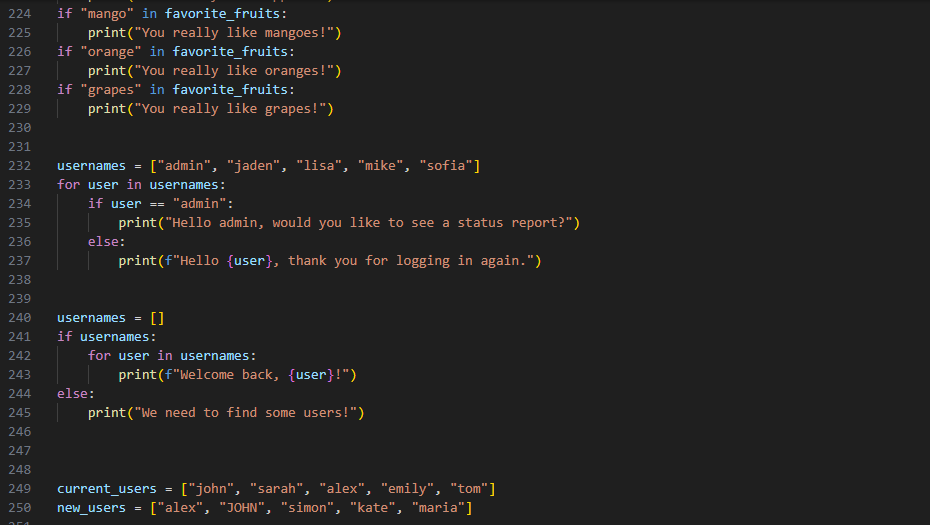 224 if "mango" in favorite_fruits:
225     print("You really like mangoes!")
226 if "orange" in favorite_fruits:
227     print("You really like oranges!")
228 if "grapes" in favorite_fruits:
229     print("You really like grapes!")
230
231
232 usernames = ["admin", "jaden", "lisa", "mike", "sofia"]
233 for user in usernames:
234     if user == "admin":
235         print("Hello admin, would you like to see a status report?")
236     else:
237         print(f"Hello {user}, thank you for logging in again.")
238
239
240 usernames = []
241 if usernames:
242     for user in usernames:
243         print(f"Welcome back, {user}!")
244 else:
245     print("We need to find some users!")
246
247
248
249 current_users = ["john", "sarah", "alex", "emily", "tom"]
250 new_users = ["alex", "JOHN", "simon", "kate", "maria"]